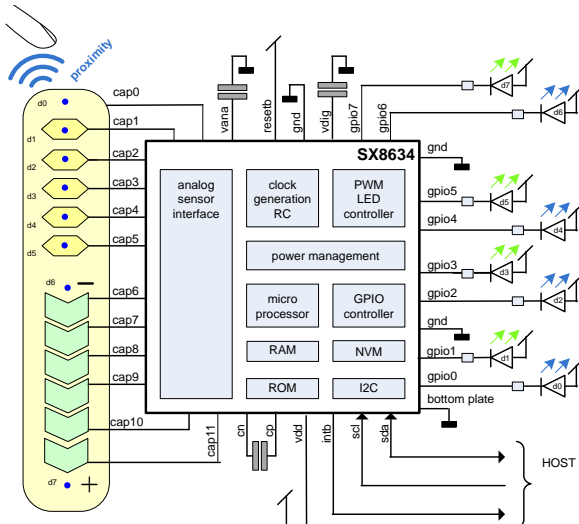 proximity
d0
cap0
d1
cap1
d2
cap2
d3
cap3
d4
cap4
d5
cap5
d6
cap6
cap7
cap8
cap9
cap10
cap11
d7
vana
resetb
gnd
vdig
gpio7
gpio6
d7
d6
SX8634
gnd
analog
sensor
interface
clock
generation
RC
PWM
LED
controller
gpio5
d5
gpio4
d4
power management
gpio3
d3
gpio2
d2
micro
processor
GPIO
controller
gnd
RAM
NVM
gpio1
d1
ROM
I2C
gpio0
d0
bottom plate
cn
cp
vdd
intb
scl
sda
HOST